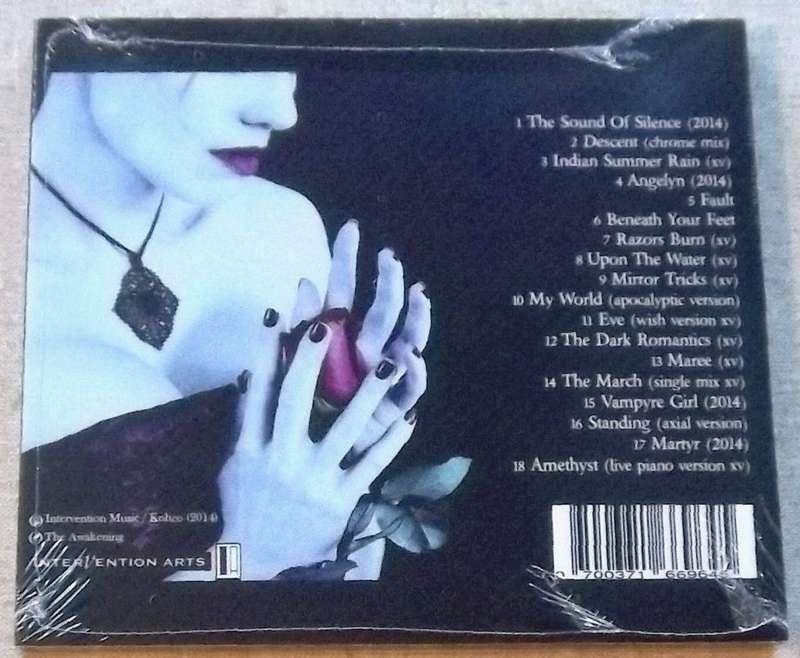 1 The Sound Of Silence (2014)
2 Descent (chrome mix)
3 Indian Summer Rain (xv)
4 Angelyn (2014)
5 Fault
6 Beneath Your Feet
7 Razors Burn (xv)
8 Upon The Water (xv)
9 Mirror Tricks (xv)
10 My World (apocalyptic version)
11 Eve (wish version xv)
12 The Dark Romantics (xv)
13 Maree (xv)
14 The March (single mix xv)
15 Vampyre Girl (2014)
16 Standing (axial version)
17 Martyr (2014)
18 Amethyst (live piano version xv)
Intervention Music / (2014)
The Awakening
INTERVENTION ARTS
700371